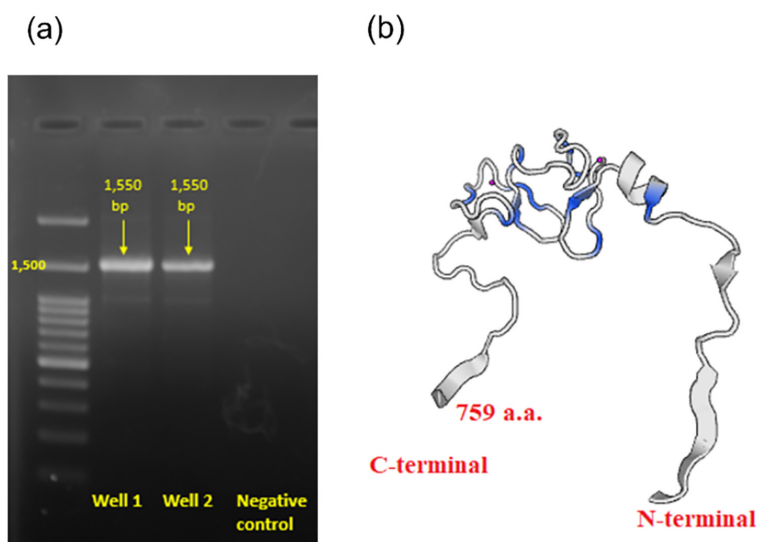 (a)
(b)
1,550
bp
1,550
bp
1,500
Well 1
Well 2
Negative
control
759 a.a.
C-terminal
N-terminal